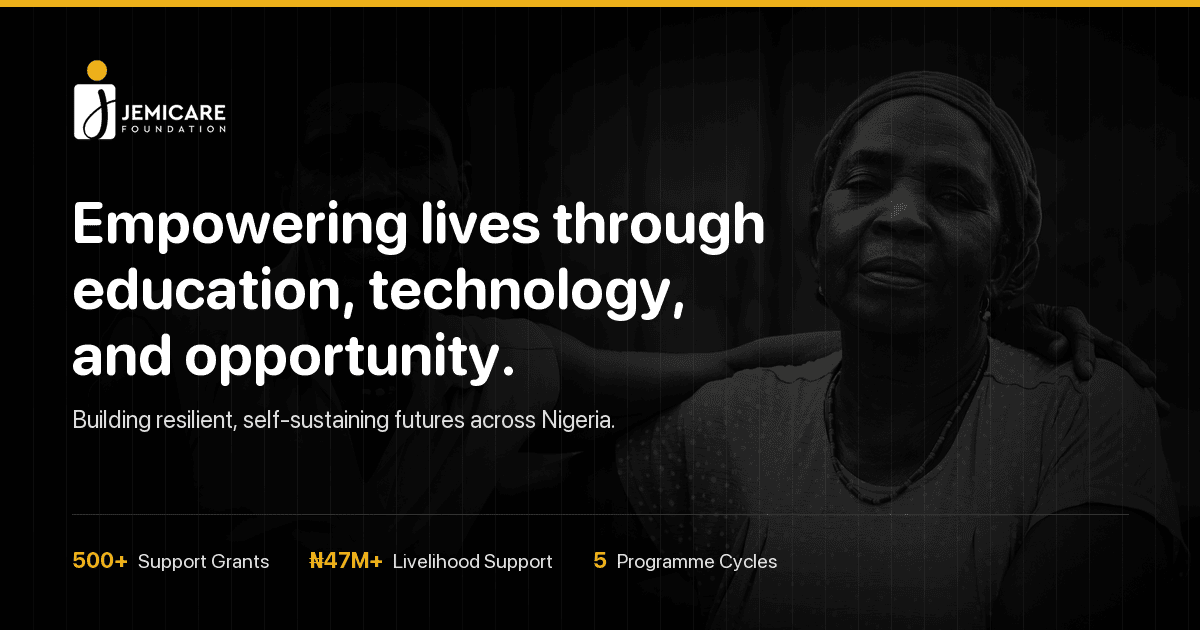 JEMICARE
FOUNDATION
Empowering lives through
education, technology,
and opportunity.
Building resilient, self-sustaining futures across Nigeria.
500+ Support Grants ₦47M+ Livelihood Support 5 Programme Cycles